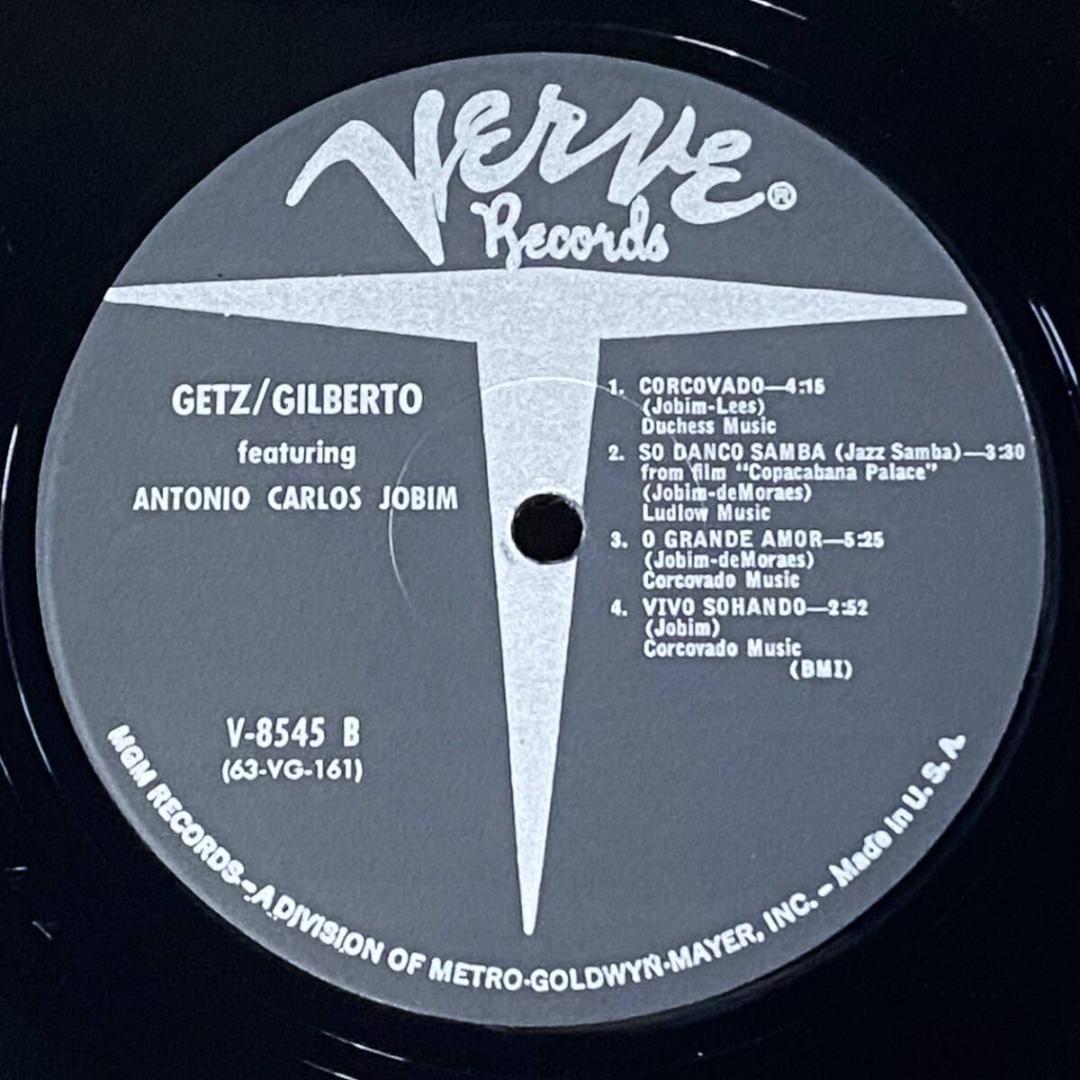 Verve®
Records
GETZ/GILBERTO
featuring
ANTONIO CARLOS JOBIM
1. CORCOVADO—4:15
(Jobim-Lees)
Duchess Music
2. SO DANCO SAMBA (Jazz Samba)—3:30
from film “Copacabana Palace”
(Jobim-deMoraes)
Ludlow Music
3. O GRANDE AMOR—5:25
(Jobim-deMoraes)
Corcovado Music
4. VIVO SOHANDO—2:52
(Jobim)
Corcovado Music
(BMI)
V-8545 B
(63-VG-161)
MGM RECORDS–A DIVISION OF METRO-GOLDWYN-MAYER, INC. – Made in U. S. A.